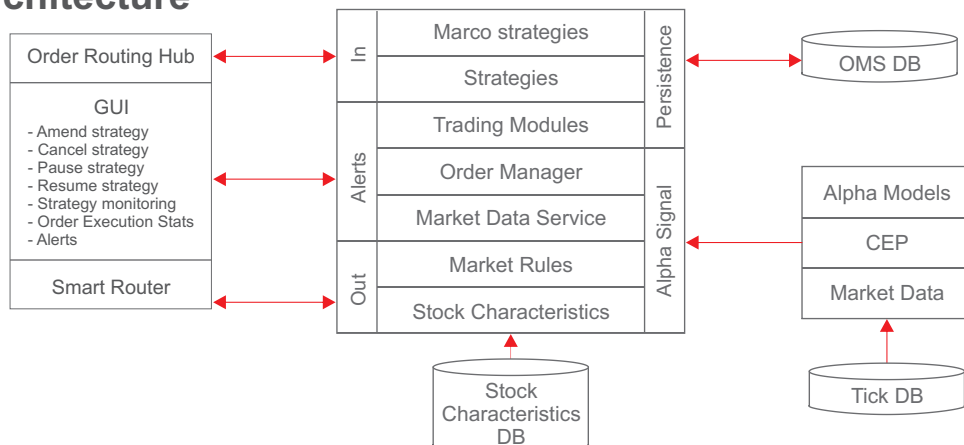 chitecture
Order Routing Hub
GUI
- Amend strategy
- Cancel strategy
- Pause strategy
- Resume strategy
- Strategy monitoring
- Order Execution Stats
- Alerts
Smart Router
In
Alerts
Out
Marco strategies
Strategies
Trading Modules
Order Manager
Market Data Service
Market Rules
Stock Characteristics
Persistence
Alpha Signal
OMS DB
Alpha Models
CEP
Market Data
Tick DB
Stock
Characteristics
DB